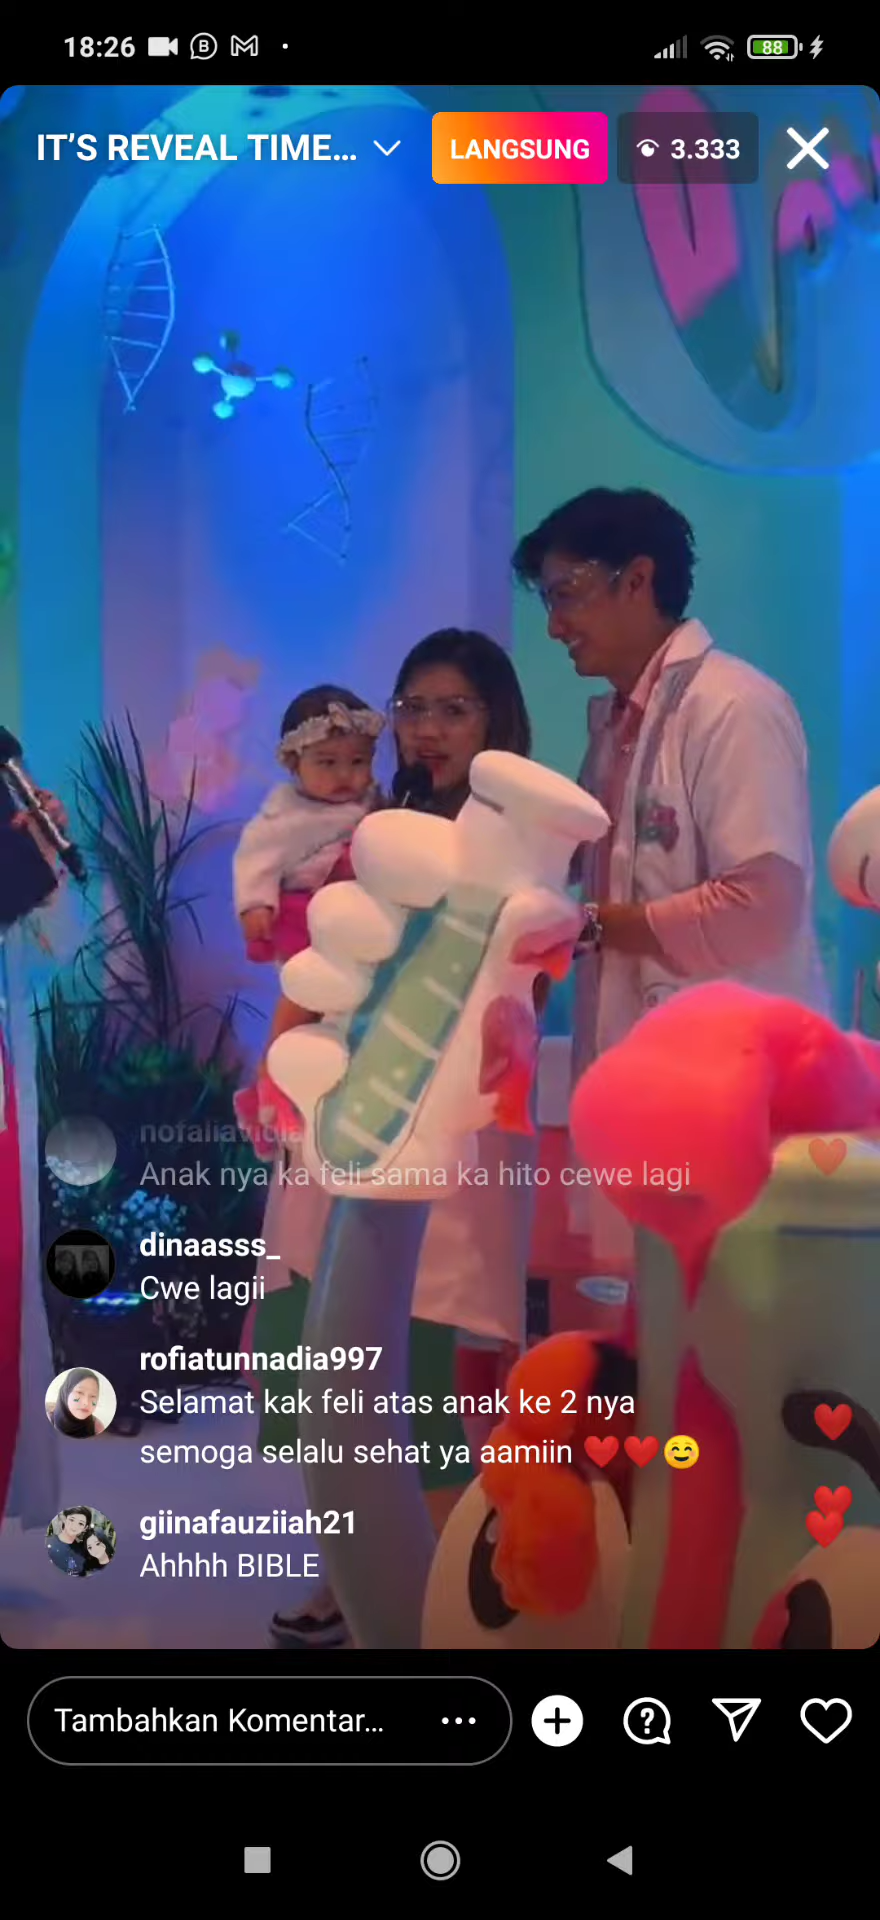 18:26
88
IT'S REVEAL TIME...
LANGSUNG
3.333
nofaliavidia
Anak nya ka feli sama ka hito cewe lagi
dinaasss_
Cwe lagii
rofiatunnadia997
Selamat kak feli atas anak ke 2 nya
semoga selalu sehat ya aamiin ❤️❤️☺️
giinafauziiah21
Ahhhh BIBLE
Tambahkan Komentar...